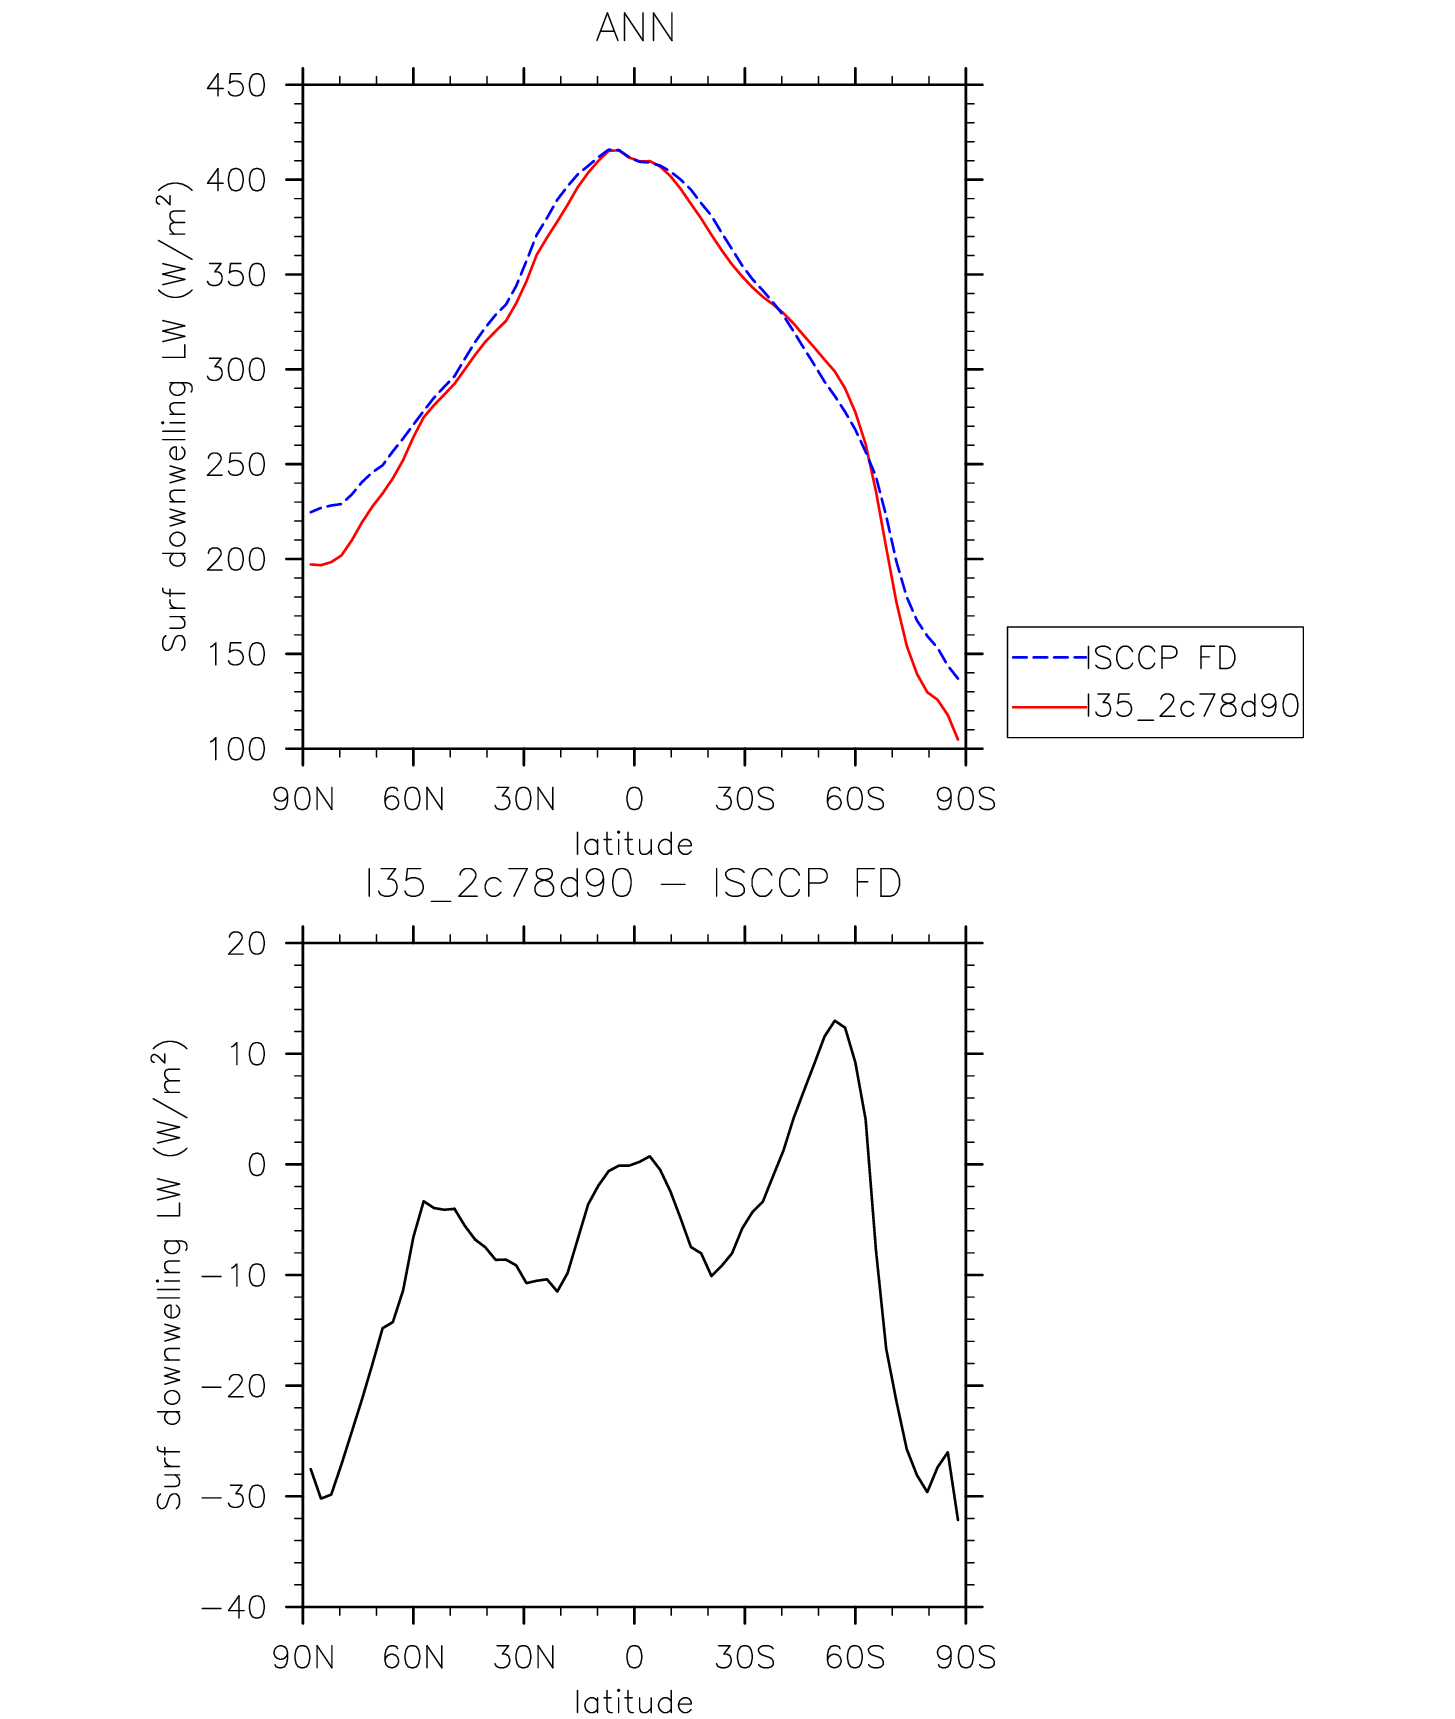 ANN
450
400
350
300
250
200
150
100
Surf downwelling LW (W/m²)
90N 60N 30N 0 30S 60S 90S
latitude
ISCCP FD
I35_2c78d90
I35_2c78d90 − ISCCP FD
20
10
0
−10
−20
−30
−40
Surf downwelling LW (W/m²)
90N 60N 30N 0 30S 60S 90S
latitude